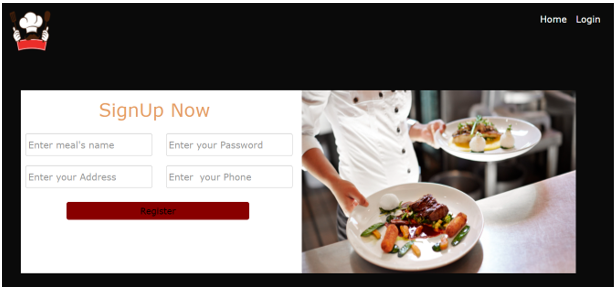 Home Login
SignUp Now
Enter meal's name Enter your Password
Enter your Address Enter  your Phone
Register